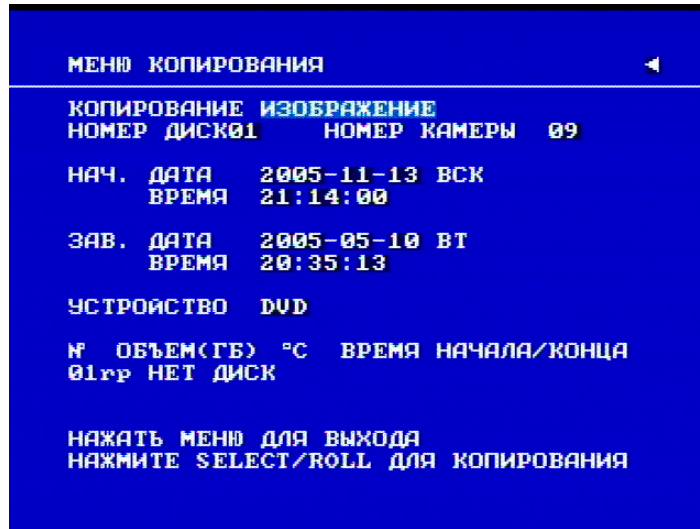 МЕНЮ КОПИРОВАНИЯ
КОПИРОВАНИЕ ИЗОБРАЖЕНИЕ
НОМЕР ДИСК01 НОМЕР КАМЕРЫ 09
НАЧ. ДАТА 2005-11-13 ВСК
ВРЕМЯ 21:14:00
ЗАВ. ДАТА 2005-05-10 ВТ
ВРЕМЯ 20:35:13
УСТРОЙСТВО DVD
№ ОБЪЕМ(ГБ) °C ВРЕМЯ НАЧАЛА/КОНЦА
01rp НЕТ ДИСК
НАЖАТЬ МЕНЮ ДЛЯ ВЫХОДА
НАЖМИТЕ SELECT/ROLL ДЛЯ КОПИРОВАНИЯ